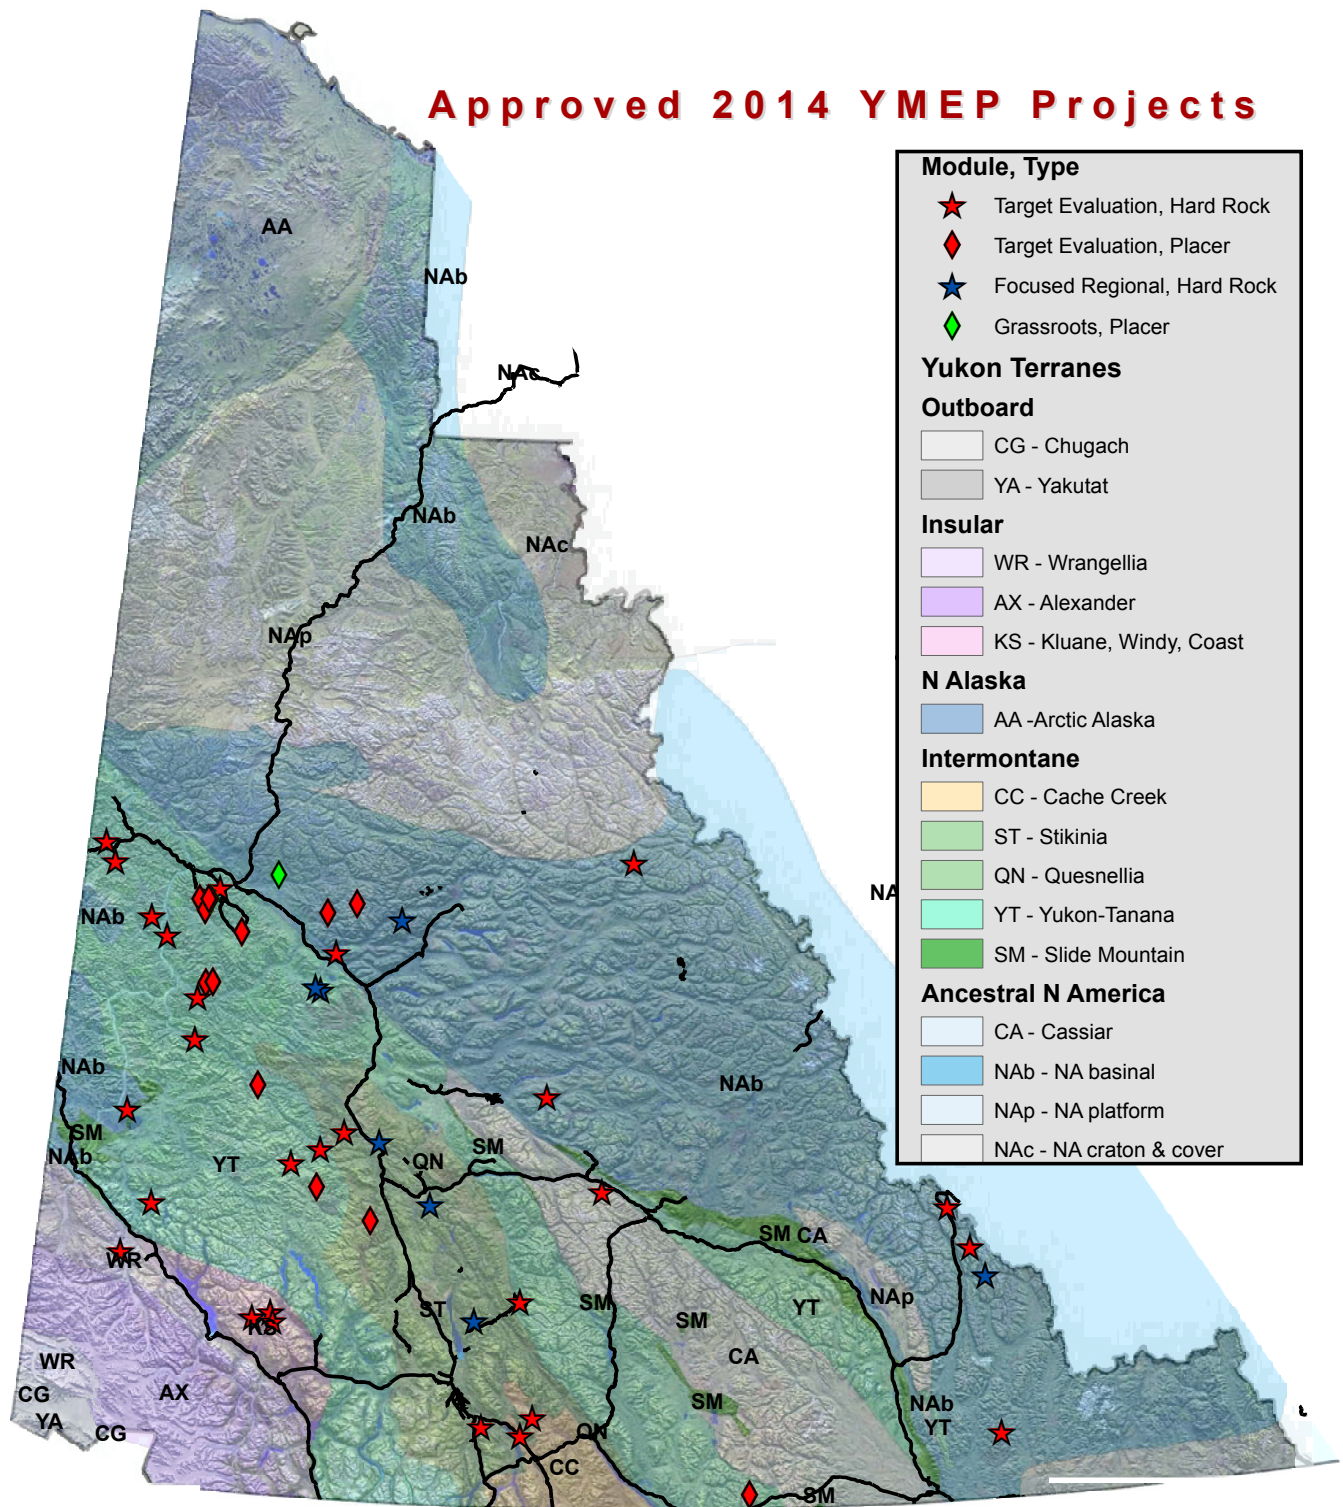 Approved 2014 YMEP Projects
Module, Type
Target Evaluation, Hard Rock
Target Evaluation, Placer
Focused Regional, Hard Rock
Grassroots, Placer
Yukon Terranes
Outboard
CG - Chugach
YA - Yakutat
Insular
WR - Wrangellia
AX - Alexander
KS - Kluane, Windy, Coast
N Alaska
AA -Arctic Alaska
Intermontane
CC - Cache Creek
ST - Stikinia
QN - Quesnellia
YT - Yukon-Tanana
SM - Slide Mountain
Ancestral N America
CA - Cassiar
NAb - NA basinal
NAp - NA platform
NAc - NA craton & cover
AA
NAb
NAc
NAb
NAc
NAp
NA
NAb
NAb
NAb
SM
NAb
YT
QN
SM
SM CA
WR
NAp
YT
KS
ST
SM
SM
CA
WR
CG
AX
YA
CG
SM
NAb
YT
QN
CC
SM